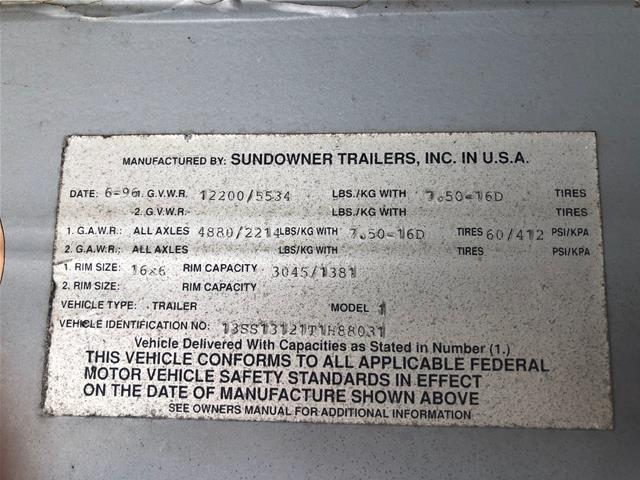 MANUFACTURED BY: SUNDOWNER TRAILERS, INC. IN U.S.A.
DATE: 6-96 1. G.V.W.R. 12200/5534 LBS./KG WITH 7.50-16D TIRES
2. G.V.W.R. LBS./KG WITH TIRES
1. G.A.W.R.: ALL AXLES 4880/2214 LBS/KG WITH 7.50-16D TIRES 60/412 PSI/KPA
2. G.A.W.R.: ALL AXLES LBS/KG WITH TIRES PSI/KPA
1. RIM SIZE: 16x6 RIM CAPACITY 3045/1381
2. RIM SIZE: RIM CAPACITY
VEHICLE TYPE: TRAILER MODEL 1
VEHICLE IDENTIFICATION NO: 13SS13121T1H88031
Vehicle Delivered With Capacities as Stated in Number (1.)
THIS VEHICLE CONFORMS TO ALL APPLICABLE FEDERAL
MOTOR VEHICLE SAFETY STANDARDS IN EFFECT
ON THE DATE OF MANUFACTURE SHOWN ABOVE
SEE OWNERS MANUAL FOR ADDITIONAL INFORMATION